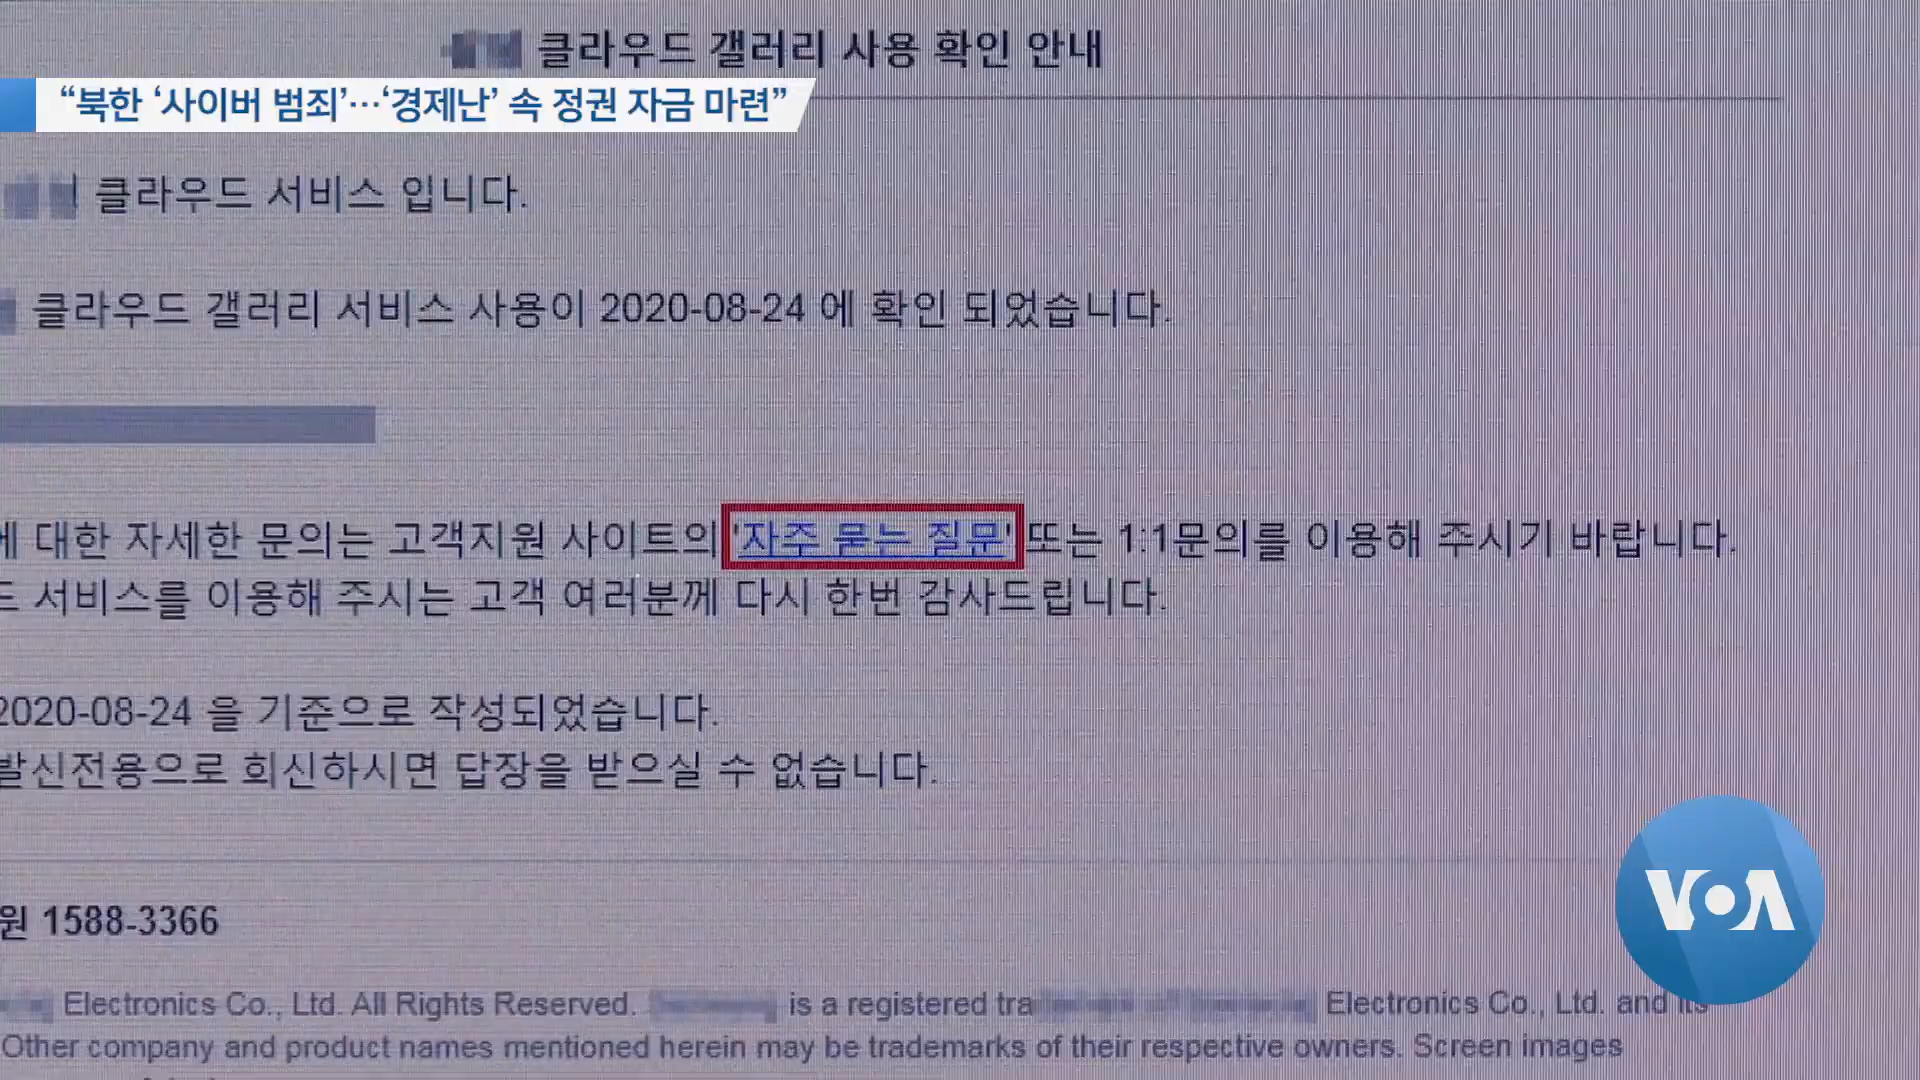 클라우드 갤러리 사용 확인 안내
“북한 ‘사이버 범죄’…‘경제난’ 속 정권 자금 마련”
클라우드 서비스 입니다.
클라우드 갤러리 서비스 사용이 2020-08-24 에 확인 되었습니다.
에 대한 자세한 문의는 고객지원 사이트의 '자주 묻는 질문' 또는 1:1문의를 이용해 주시기 바랍니다.
드 서비스를 이용해 주시는 고객 여러분께 다시 한번 감사드립니다.
2020-08-24 을 기준으로 작성되었습니다.
발신전용으로 회신하시면 답장을 받으실 수 없습니다.
원 1588-3366
VOA
Electronics Co., Ltd. All Rights Reserved. is a registered tra Electronics Co., Ltd. and its
Other company and product names mentioned herein may be trademarks of their respective owners. Screen images